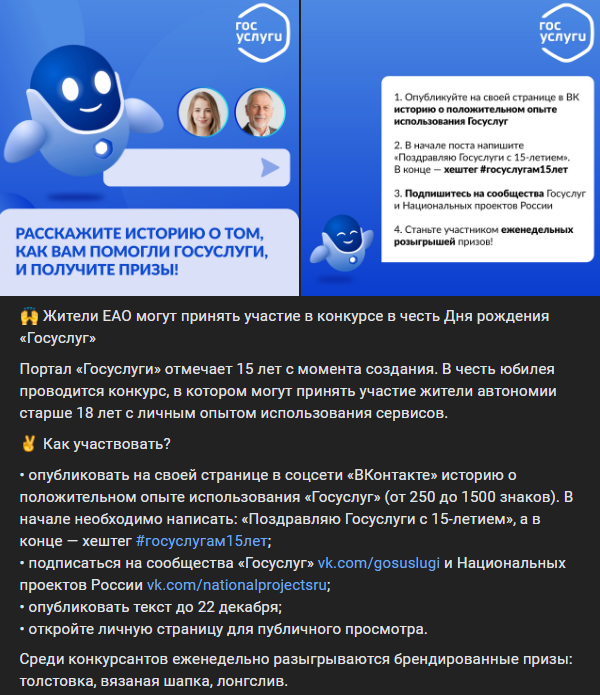 гос
услуги
РАССКАЖИТЕ ИСТОРИЮ О ТОМ,
КАК ВАМ ПОМОГЛИ ГОСУСЛУГИ,
И ПОЛУЧИТЕ ПРИЗЫ!
гос
услуги
1. Опубликуйте на своей странице в ВК
историю о положительном опыте
использования Госуслуг
2. В начале поста напишите
«Поздравляю Госуслуги с 15-летием».
В конце — хештег #госуслугам15лет
3. Подпишитесь на сообщества Госуслуг
и Национальных проектов России
4. Станьте участником еженедельных
розыгрышей призов!
🙌 Жители ЕАО могут принять участие в конкурсе в честь Дня рождения
«Госуслуг»
Портал «Госуслуги» отмечает 15 лет с момента создания. В честь юбилея
проводится конкурс, в котором могут принять участие жители автономии
старше 18 лет с личным опытом использования сервисов.
✌ Как участвовать?
• опубликовать на своей странице в соцсети «ВКонтакте» историю о
положительном опыте использования «Госуслуг» (от 250 до 1500 знаков). В
начале необходимо написать: «Поздравляю Госуслуги с 15-летием», а в
конце — хештег #госуслугам15лет;
• подписаться на сообщества «Госуслуг» vk.com/gosuslugi и Национальных
проектов России vk.com/nationalprojectsru;
• опубликовать текст до 22 декабря;
• откройте личную страницу для публичного просмотра.
Среди конкурсантов еженедельно разыгрываются брендированные призы:
толстовка, вязаная шапка, лонгслив.